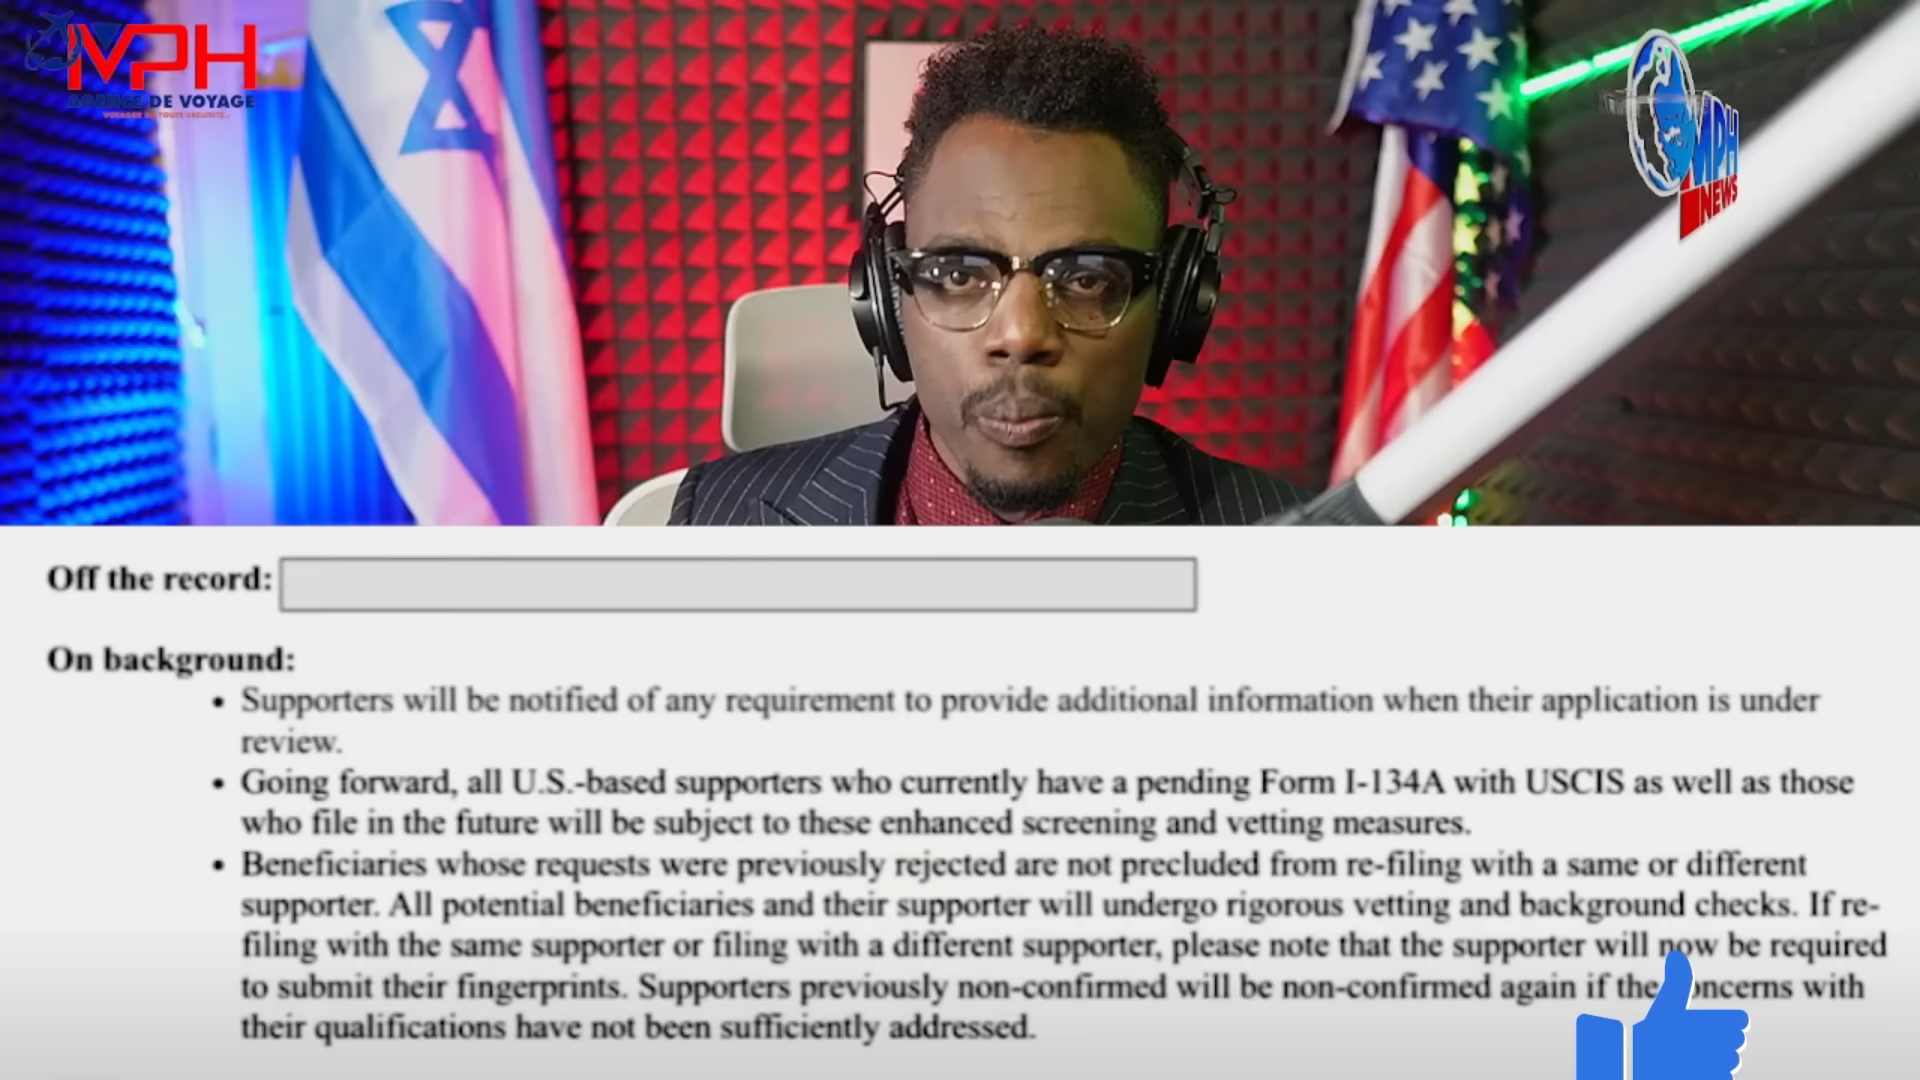 MPH
AGENCE DE VOYAGE
VOYAGER EN TOUTE SECURITE...
MPH
NEWS
Off the record:
On background:
• Supporters will be notified of any requirement to provide additional information when their application is under
review.
• Going forward, all U.S.-based supporters who currently have a pending Form I-134A with USCIS as well as those
who file in the future will be subject to these enhanced screening and vetting measures.
• Beneficiaries whose requests were previously rejected are not precluded from re-filing with a same or different
supporter. All potential beneficiaries and their supporter will undergo rigorous vetting and background checks. If re-
filing with the same supporter or filing with a different supporter, please note that the supporter will now be required
to submit their fingerprints. Supporters previously non-confirmed will be non-confirmed again if the concerns with
their qualifications have not been sufficiently addressed.